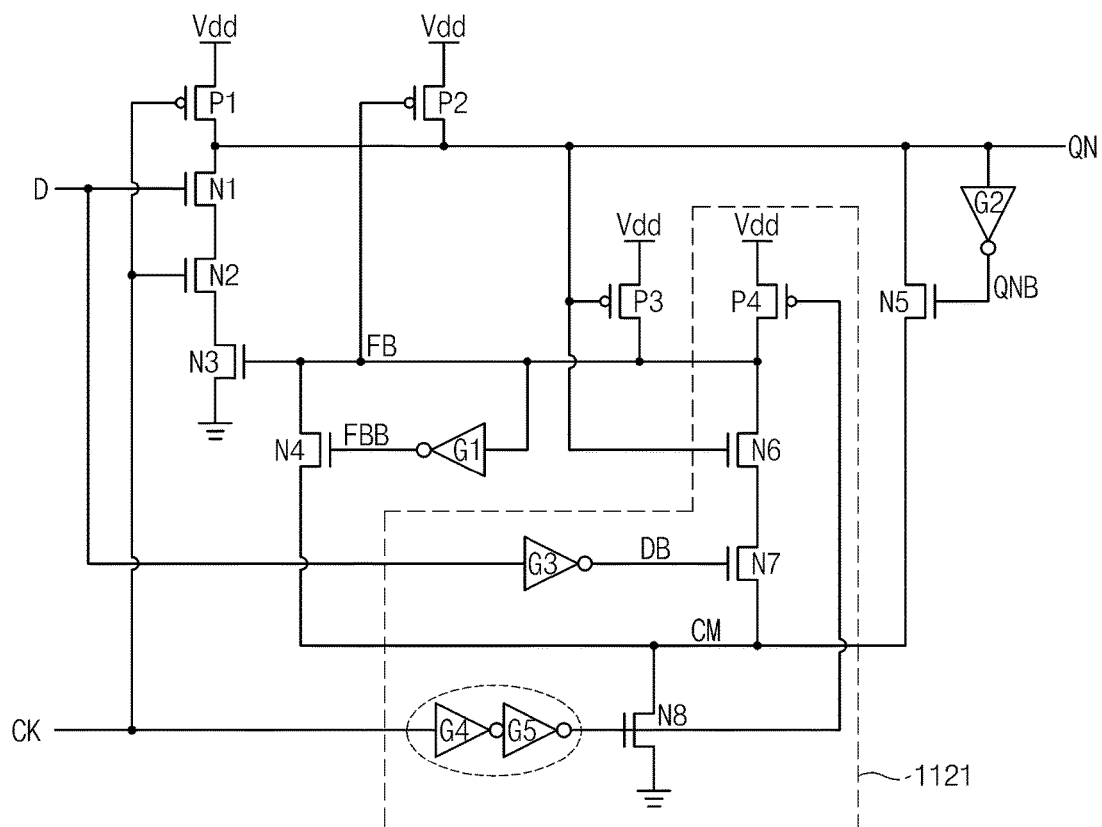 Vdd
Vdd
P1
P2
QN
D
N1
G2
Vdd
Vdd
N2
P3
P4
N5
QNB
N3
FB
N4
FBB
G1
N6
G3
DB
N7
CM
CK
G4
G5
N8
1121